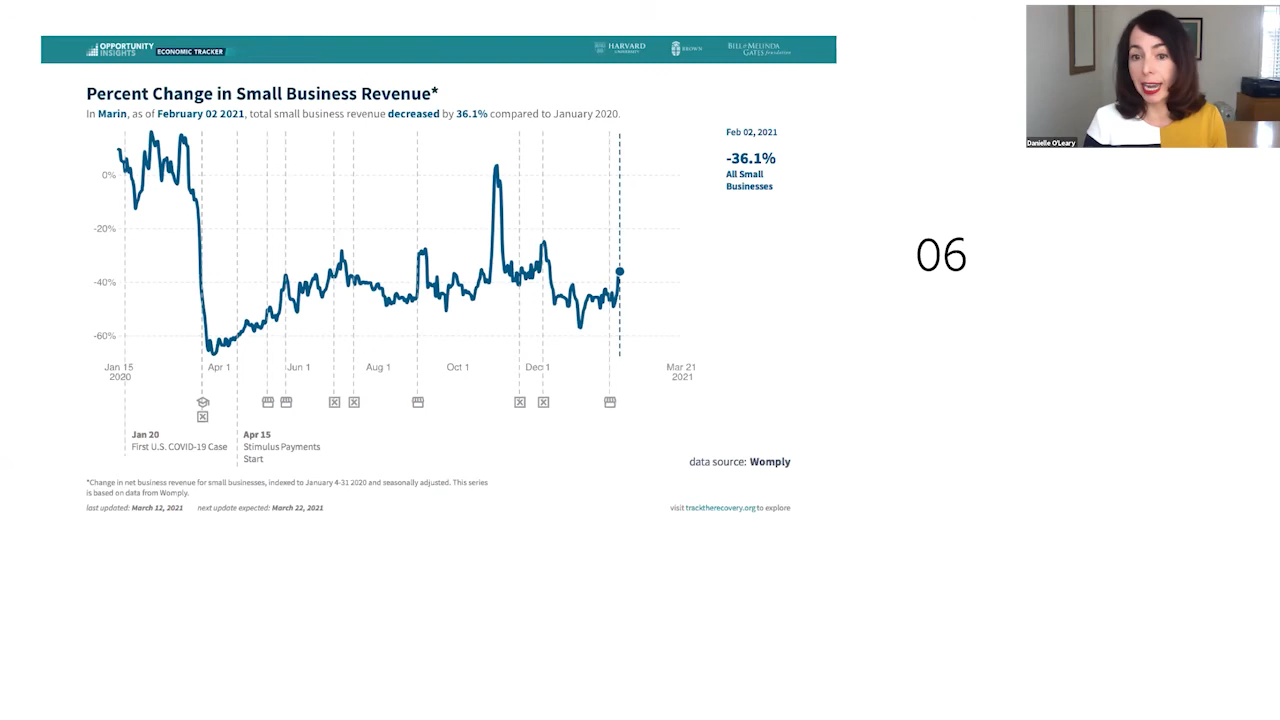 OPPORTUNITY
INSIGHTS
ECONOMIC TRACKER
HARVARD
UNIVERSITY
BROWN
BILL & MELINDA
GATES foundation
Percent Change in Small Business Revenue*
In Marin, as of February 02 2021, total small business revenue decreased by 36.1% compared to January 2020.
Feb 02, 2021
-36.1%
All Small
Businesses
0%
-20%
-40%
-60%
Jan 15
2020
Apr 1
Jun 1
Aug 1
Oct 1
Dec 1
Mar 21
2021
Jan 20
First U.S. COVID-19 Case
Apr 15
Stimulus Payments
Start
data source: Womply
*Change in net business revenue for small businesses, indexed to January 4-31 2020 and seasonally adjusted. This series
is based on data from Womply.
last updated: March 12, 2021 next update expected: March 22, 2021
visit tracktherecovery.org to explore
06
Danielle O'Leary